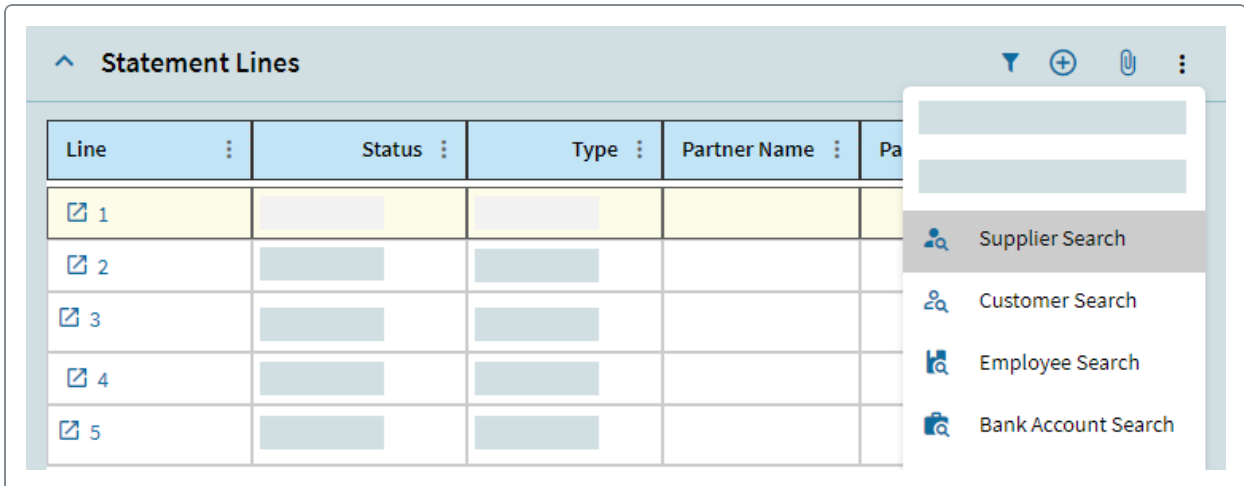 Statement Lines
Line
Status
Type
Partner Name
Pa
1
2
3
4
5
Supplier Search
Customer Search
Employee Search
Bank Account Search